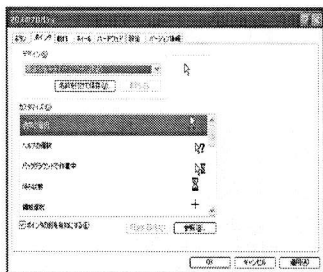 マウスのプロパティ
ボタン ポインタ 動作 ホイール ハードウェア バージョン情報
デザイン(S)
名前を付けて保存(V)...
カスタマイズ(C):
通常の選択
ヘルプの選択
バックグラウンドで作業中
待ち状態
領域選択
ポインタの影を有効にする(E)
参照(B)...
OK キャンセル 適用(A)